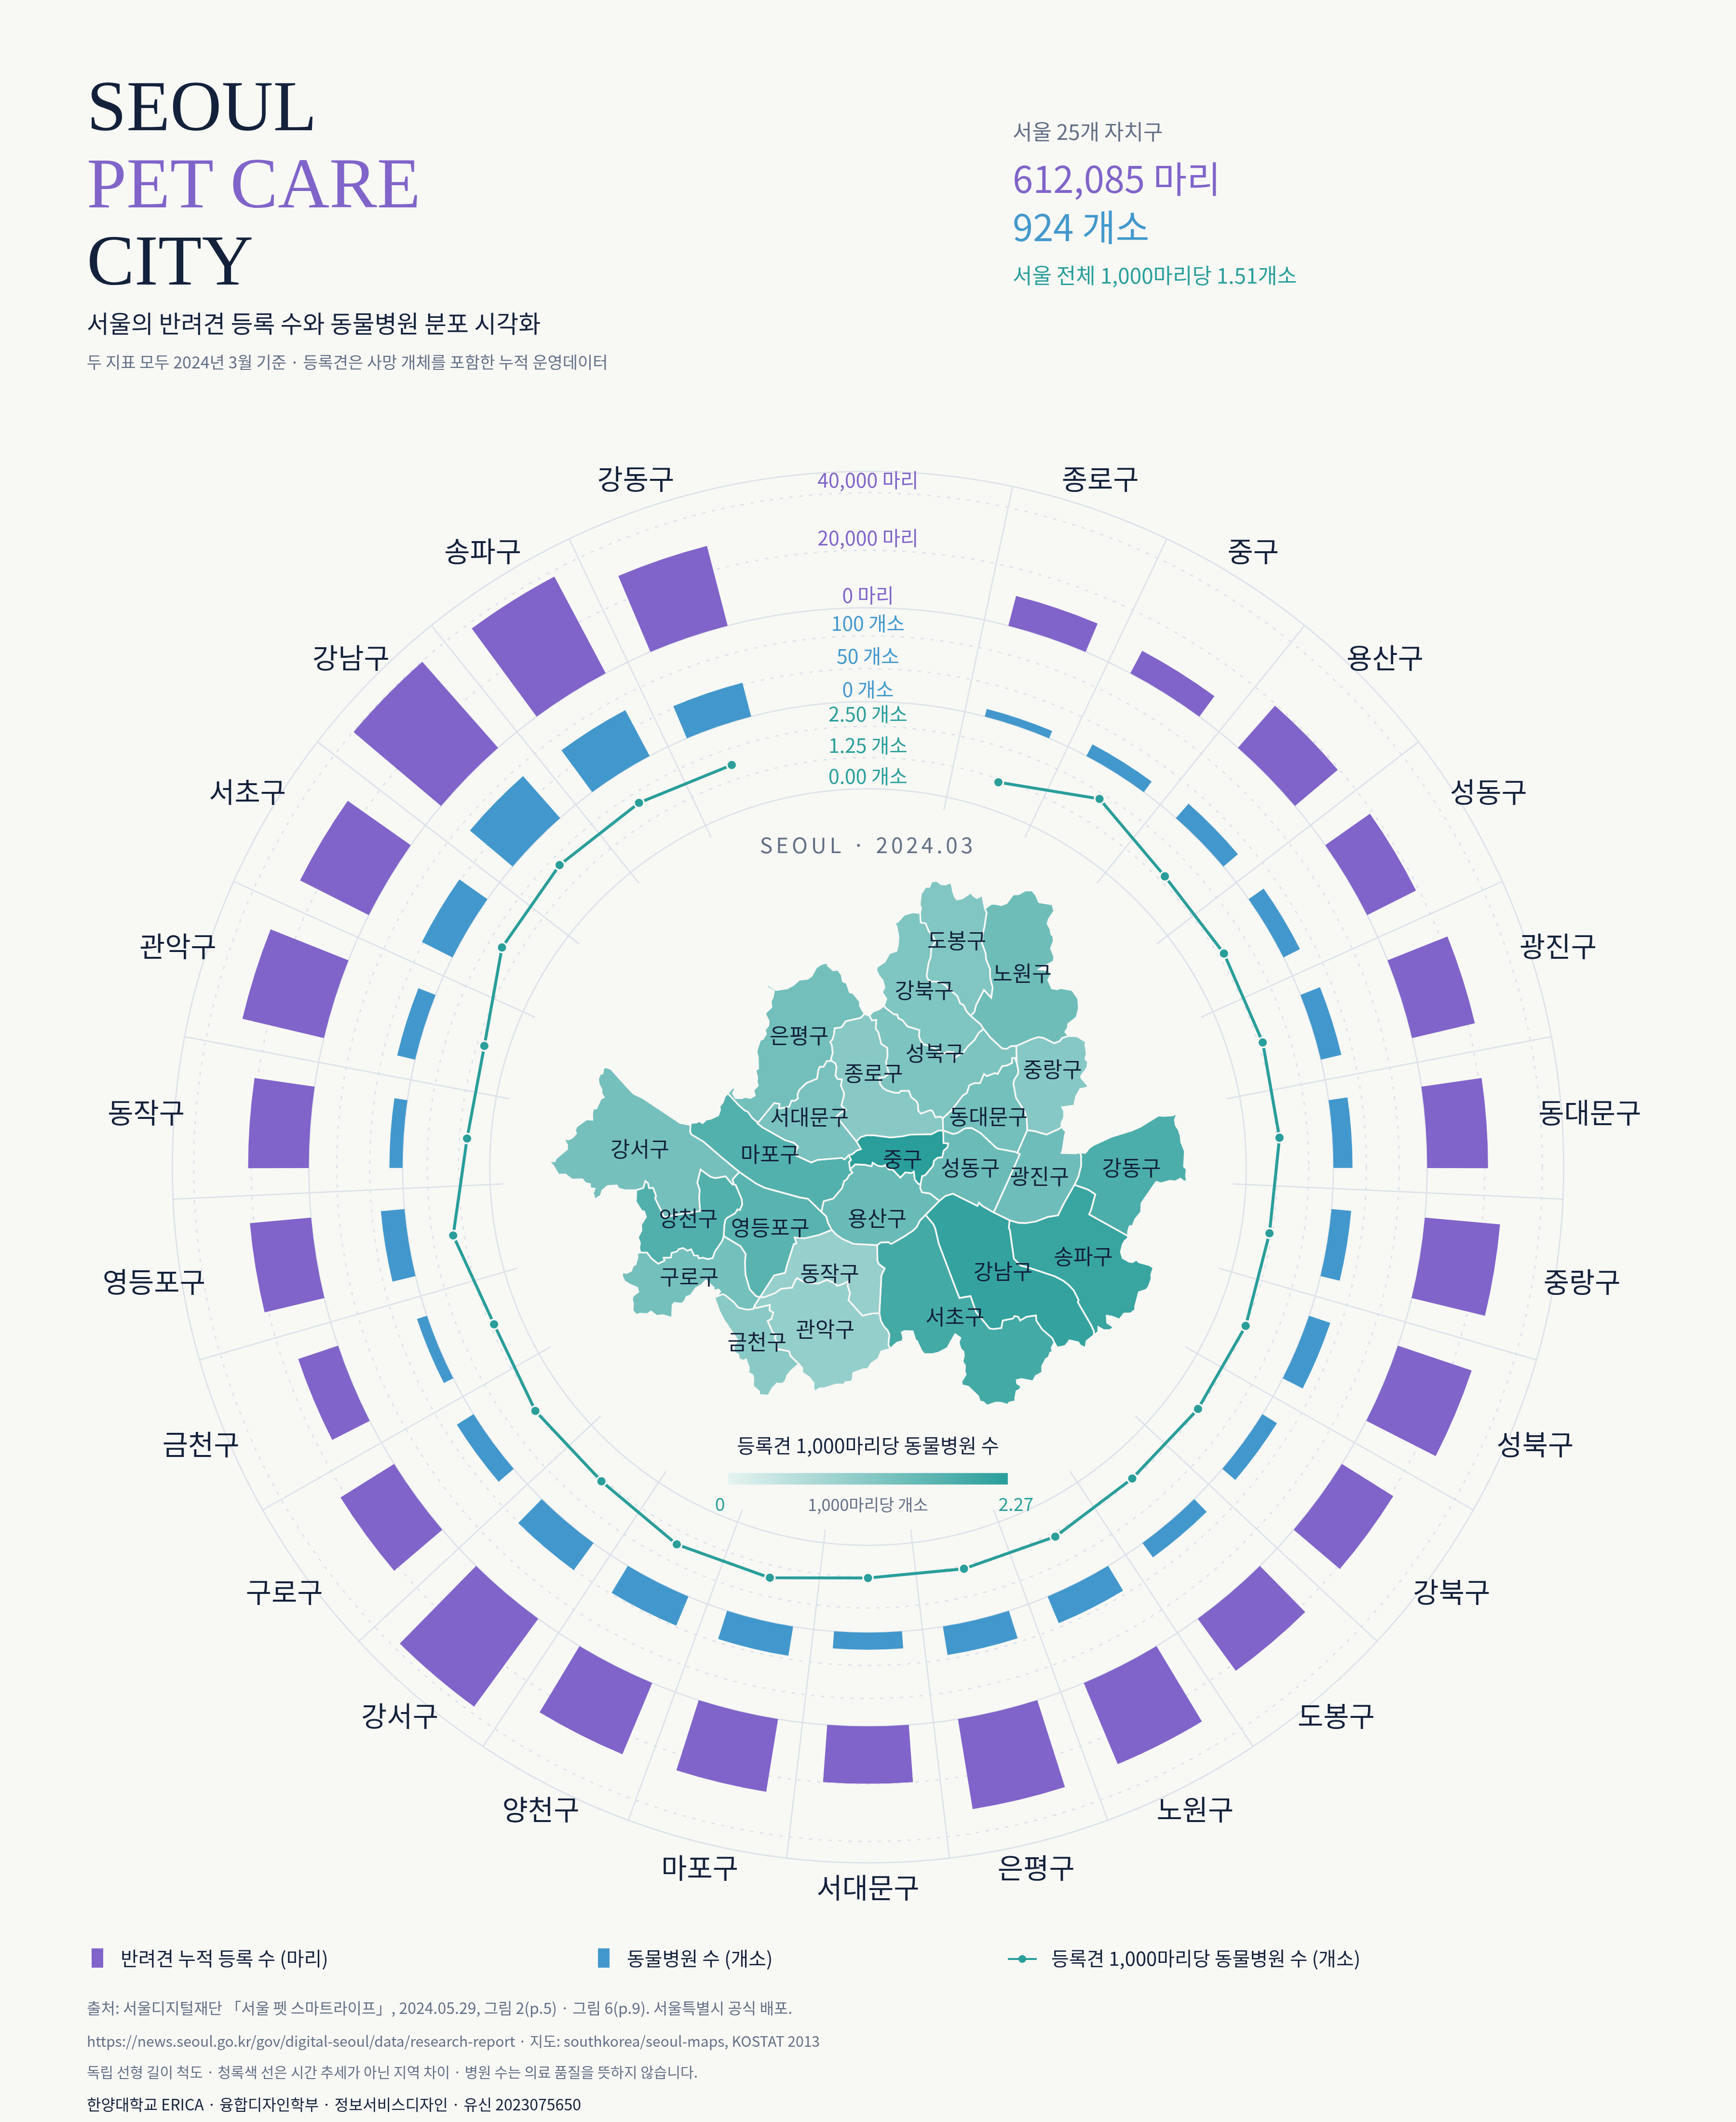 SEOUL
PET CARE
CITY
서울의 반려견 등록 수와 동물병원 분포 시각화
두 지표 모두 2024년 3월 기준 · 등록견은 사망 개체를 포함한 누적 운영데이터
서울 25개 자치구
612,085 마리
924 개소
서울 전체 1,000마리당 1.51개소
40,000 마리
20,000 마리
0 마리
100 개소
50 개소
0 개소
2.50 개소
1.25 개소
0.00 개소
종로구
중구
용산구
성동구
광진구
동대문구
중랑구
성북구
강북구
도봉구
노원구
은평구
서대문구
마포구
양천구
강서구
구로구
금천구
영등포구
동작구
관악구
서초구
강남구
송파구
강동구
SEOUL · 2024.03
도봉구
노원구
강북구
은평구
성북구
종로구
중랑구
서대문구
동대문구
강서구
마포구
중구
성동구
광진구
강동구
양천구
영등포구
용산구
송파구
구로구
동작구
강남구
서초구
관악구
금천구
등록견 1,000마리당 동물병원 수
0
1,000마리당 개소
2.27
반려견 누적 등록 수 (마리)
동물병원 수 (개소)
등록견 1,000마리당 동물병원 수 (개소)
출처: 서울디지털재단 「서울 펫 스마트라이프」, 2024.05.29, 그림 2(p.5) · 그림 6(p.9). 서울특별시 공식 배포.
https://news.seoul.go.kr/gov/digital-seoul/data/research-report · 지도: southkorea/seoul-maps, KOSTAT 2013
독립 선형 길이 척도 · 청록색 선은 시간 추세가 아닌 지역 차이 · 병원 수는 의료 품질을 뜻하지 않습니다.
한양대학교 ERICA · 융합디자인학부 · 정보서비스디자인 · 유신 2023075650